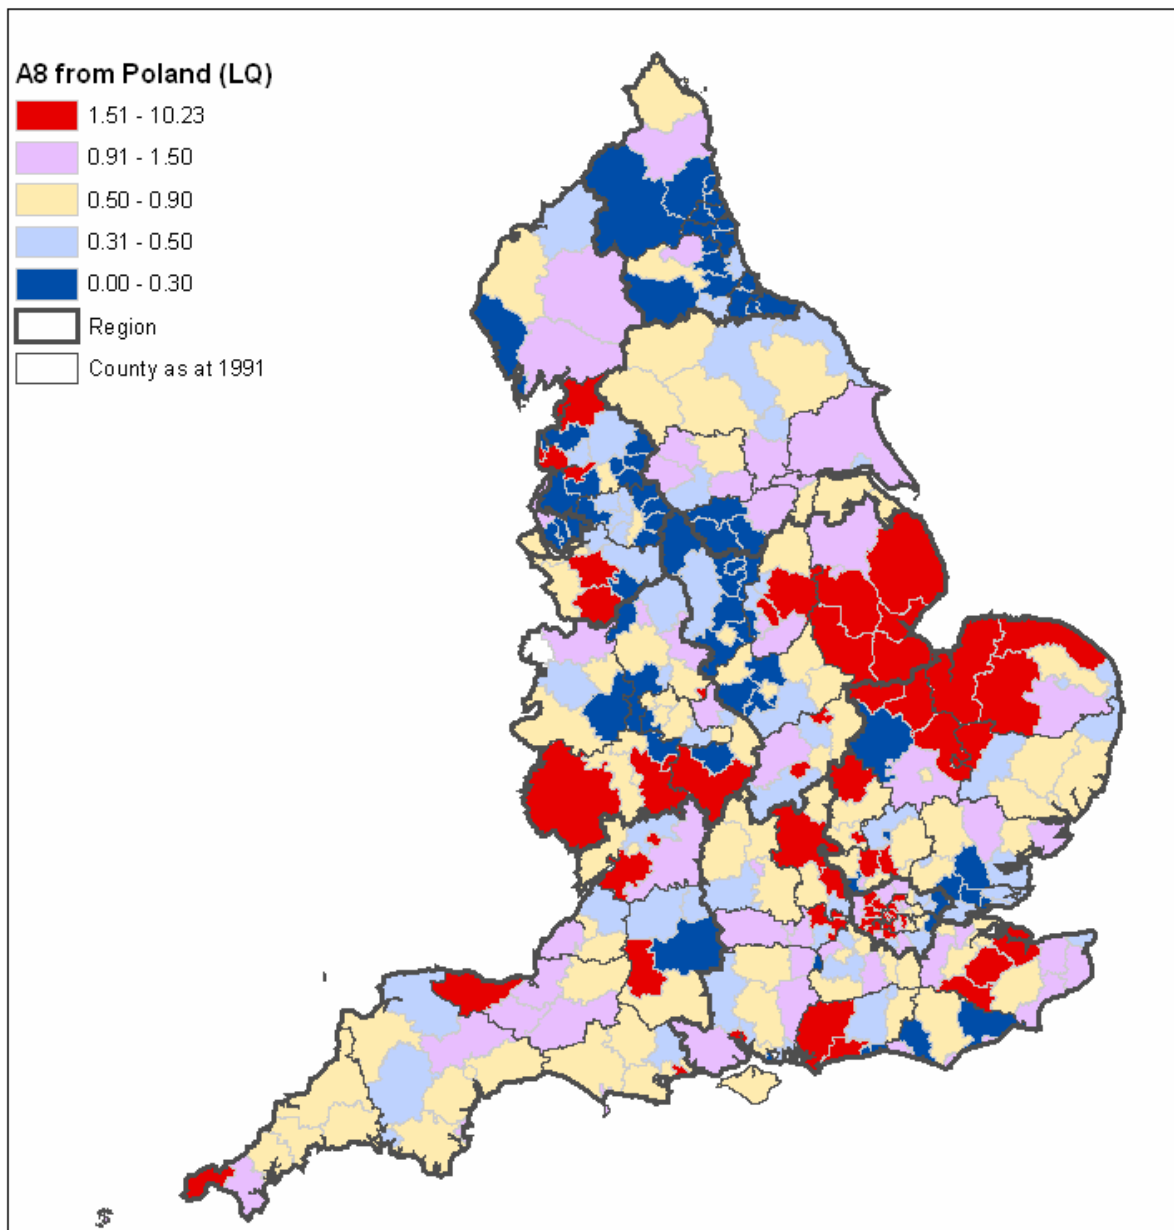 A8 from Poland (LQ)
1.51 - 10.23
0.91 - 1.50
0.50 - 0.90
0.31 - 0.50
0.00 - 0.30
Region
County as at 1991